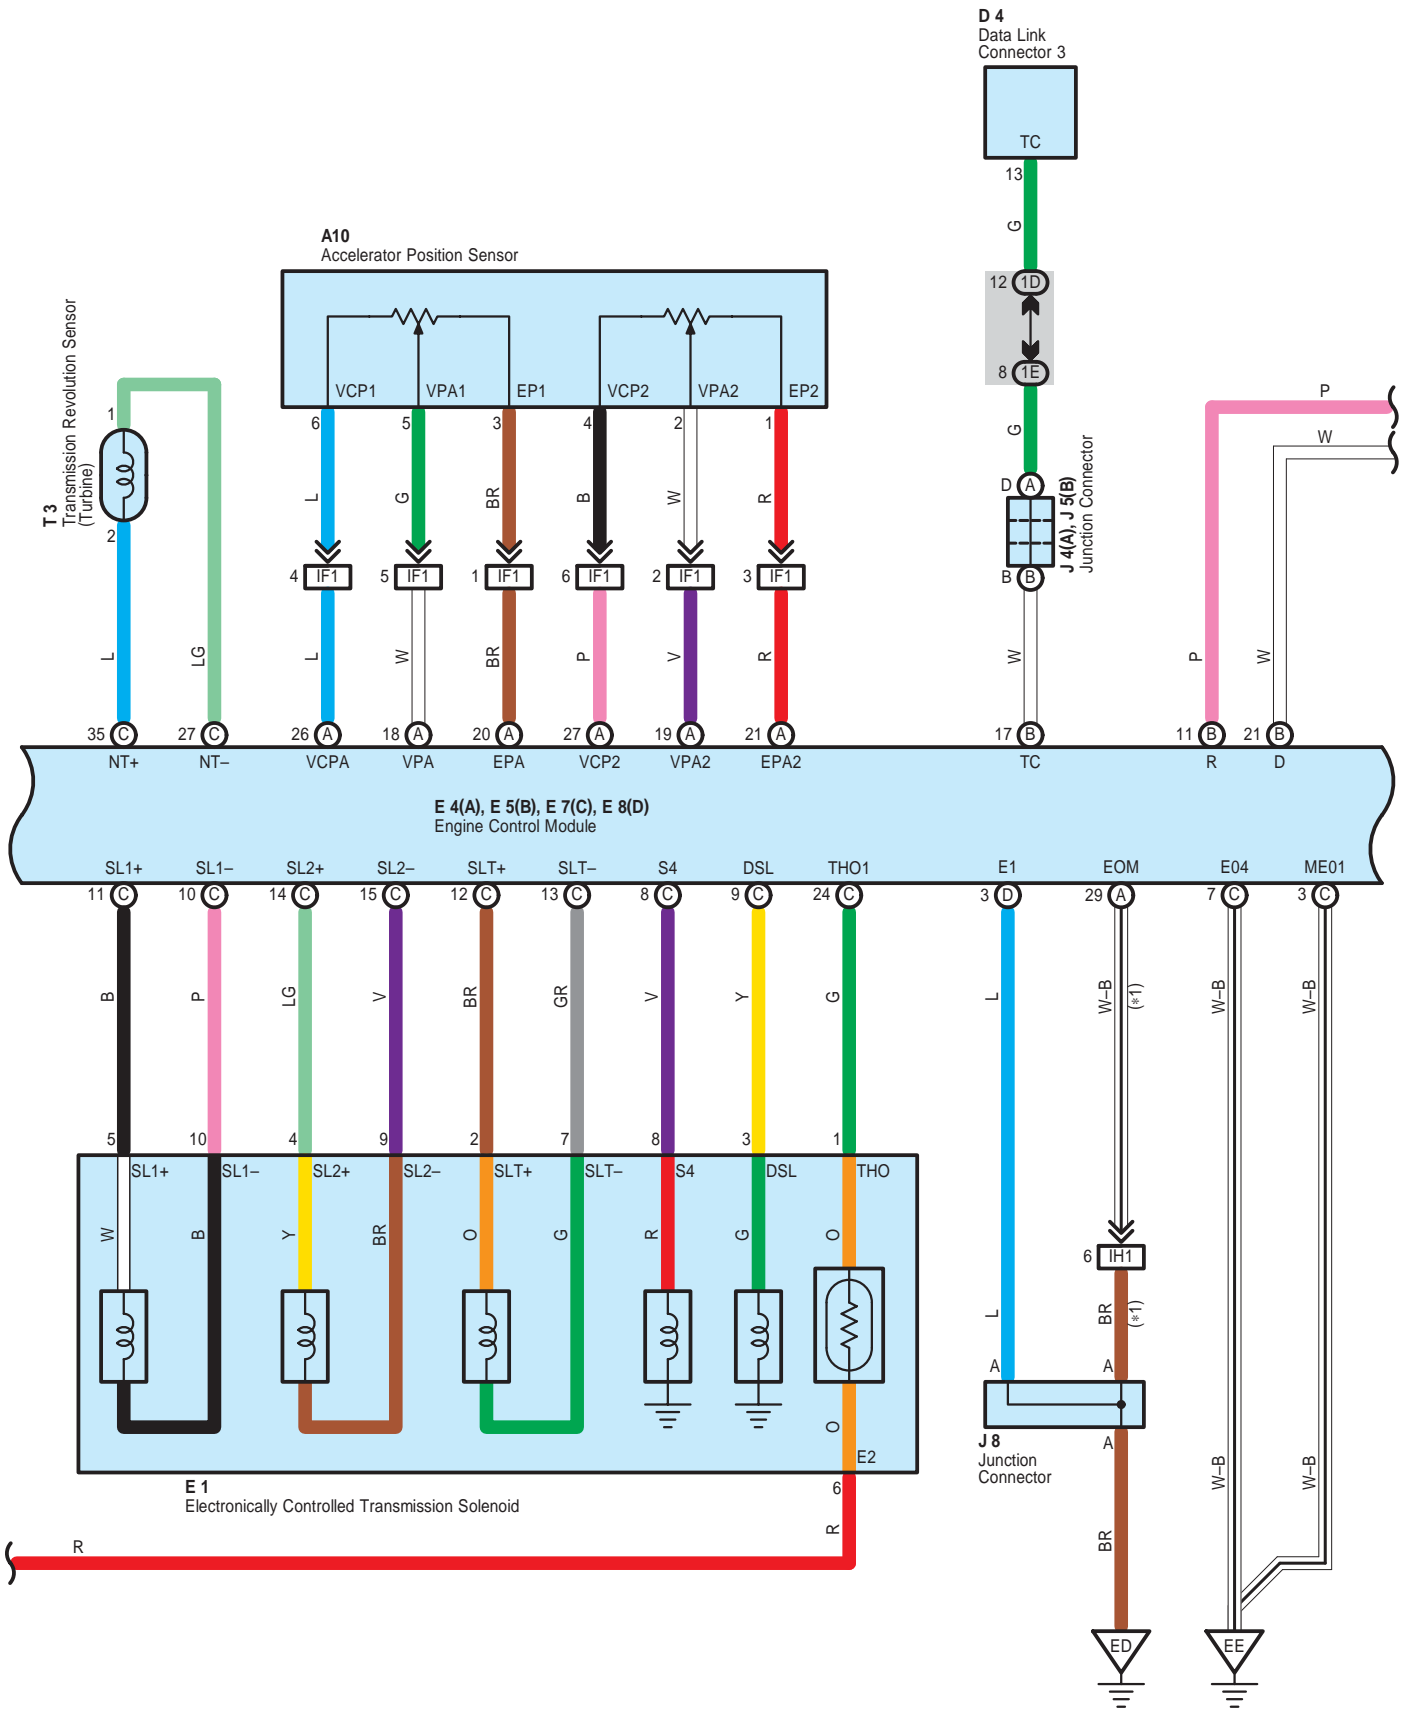 D 4
Data Link
Connector 3
TC
13
G
12 1D
8 1E
G
D A
J 4(A), J 5(B)
Junction Connector
B B
W
A10
Accelerator Position Sensor
VCP1 VPA1 EP1 VCP2 VPA2 EP2
6 5 3 4 2 1
L G BR B W R
4 IF1 5 IF1 1 IF1 6 IF1 2 IF1 3 IF1
L W BR P V R
T 3
Transmission Revolution Sensor
(Turbine)
1
2
L LG
P
W
P W
35 C 27 C 26 A 18 A 20 A 27 A 19 A 21 A 17 B 11 B 21 B
NT+ NT– VCPA VPA EPA VCP2 VPA2 EPA2 TC R D
E 4(A), E 5(B), E 7(C), E 8(D)
Engine Control Module
SL1+ SL1– SL2+ SL2– SLT+ SLT– S4 DSL THO1 E1 EOM E04 ME01
11 C 10 C 14 C 15 C 12 C 13 C 8 C 9 C 24 C 3 D 29 A 7 C 3 C
B P LG V BR GR V Y G L W–B (*1) W–B W–B
5 10 4 9 2 7 8 3 1
SL1+ SL1– SL2+ SL2– SLT+ SLT– S4 DSL THO
W B Y BR O G R G O
6 IH1
L BR (*1)
A A
J 8
Junction
Connector
A
O
E2
6
R
E 1
Electronically Controlled Transmission Solenoid
R
BR
W–B W–B
ED EE